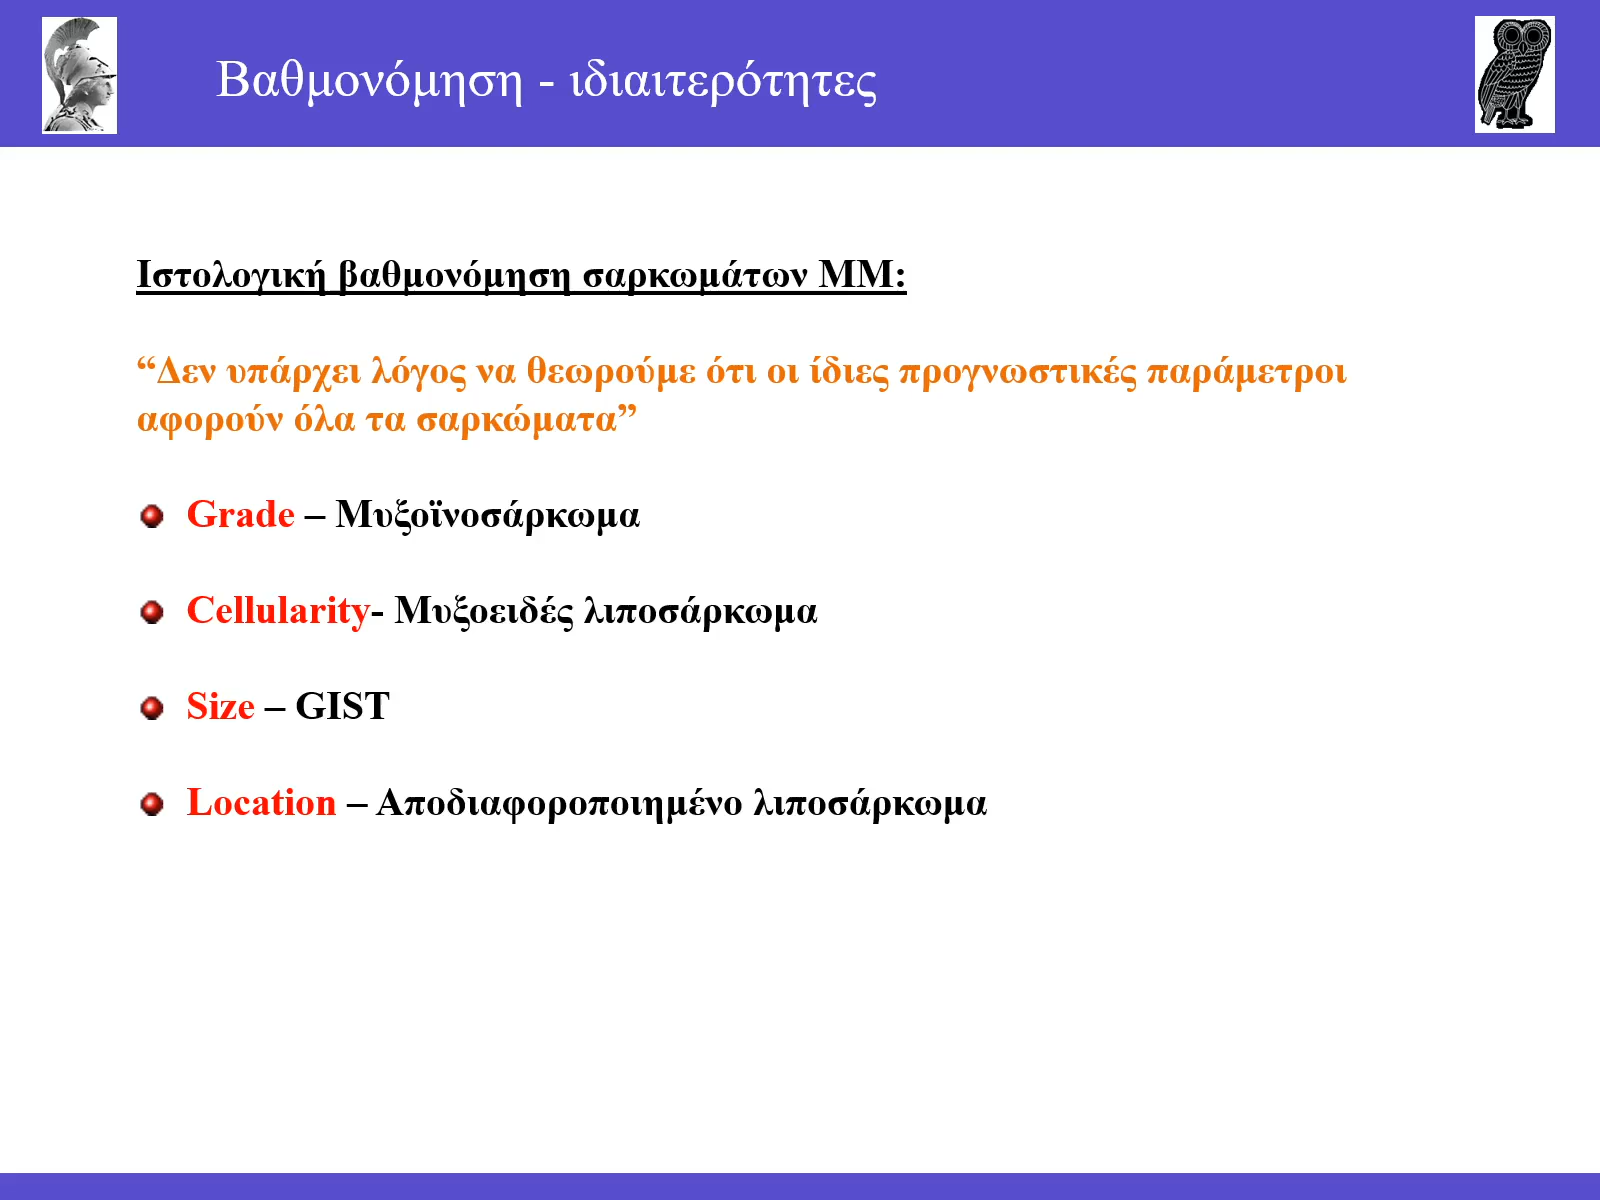 Βαθμονόμηση - ιδιαιτερότητες
Ιστολογική βαθμονόμηση σαρκωμάτων ΜΜ:
“Δεν υπάρχει λόγος να θεωρούμε ότι οι ίδιες προγνωστικές παράμετροι
αφορούν όλα τα σαρκώματα”
Grade – Μυξοϊνοσάρκωμα
Cellularity- Μυξοειδές λιποσάρκωμα
Size – GIST
Location – Αποδιαφοροποιημένο λιποσάρκωμα